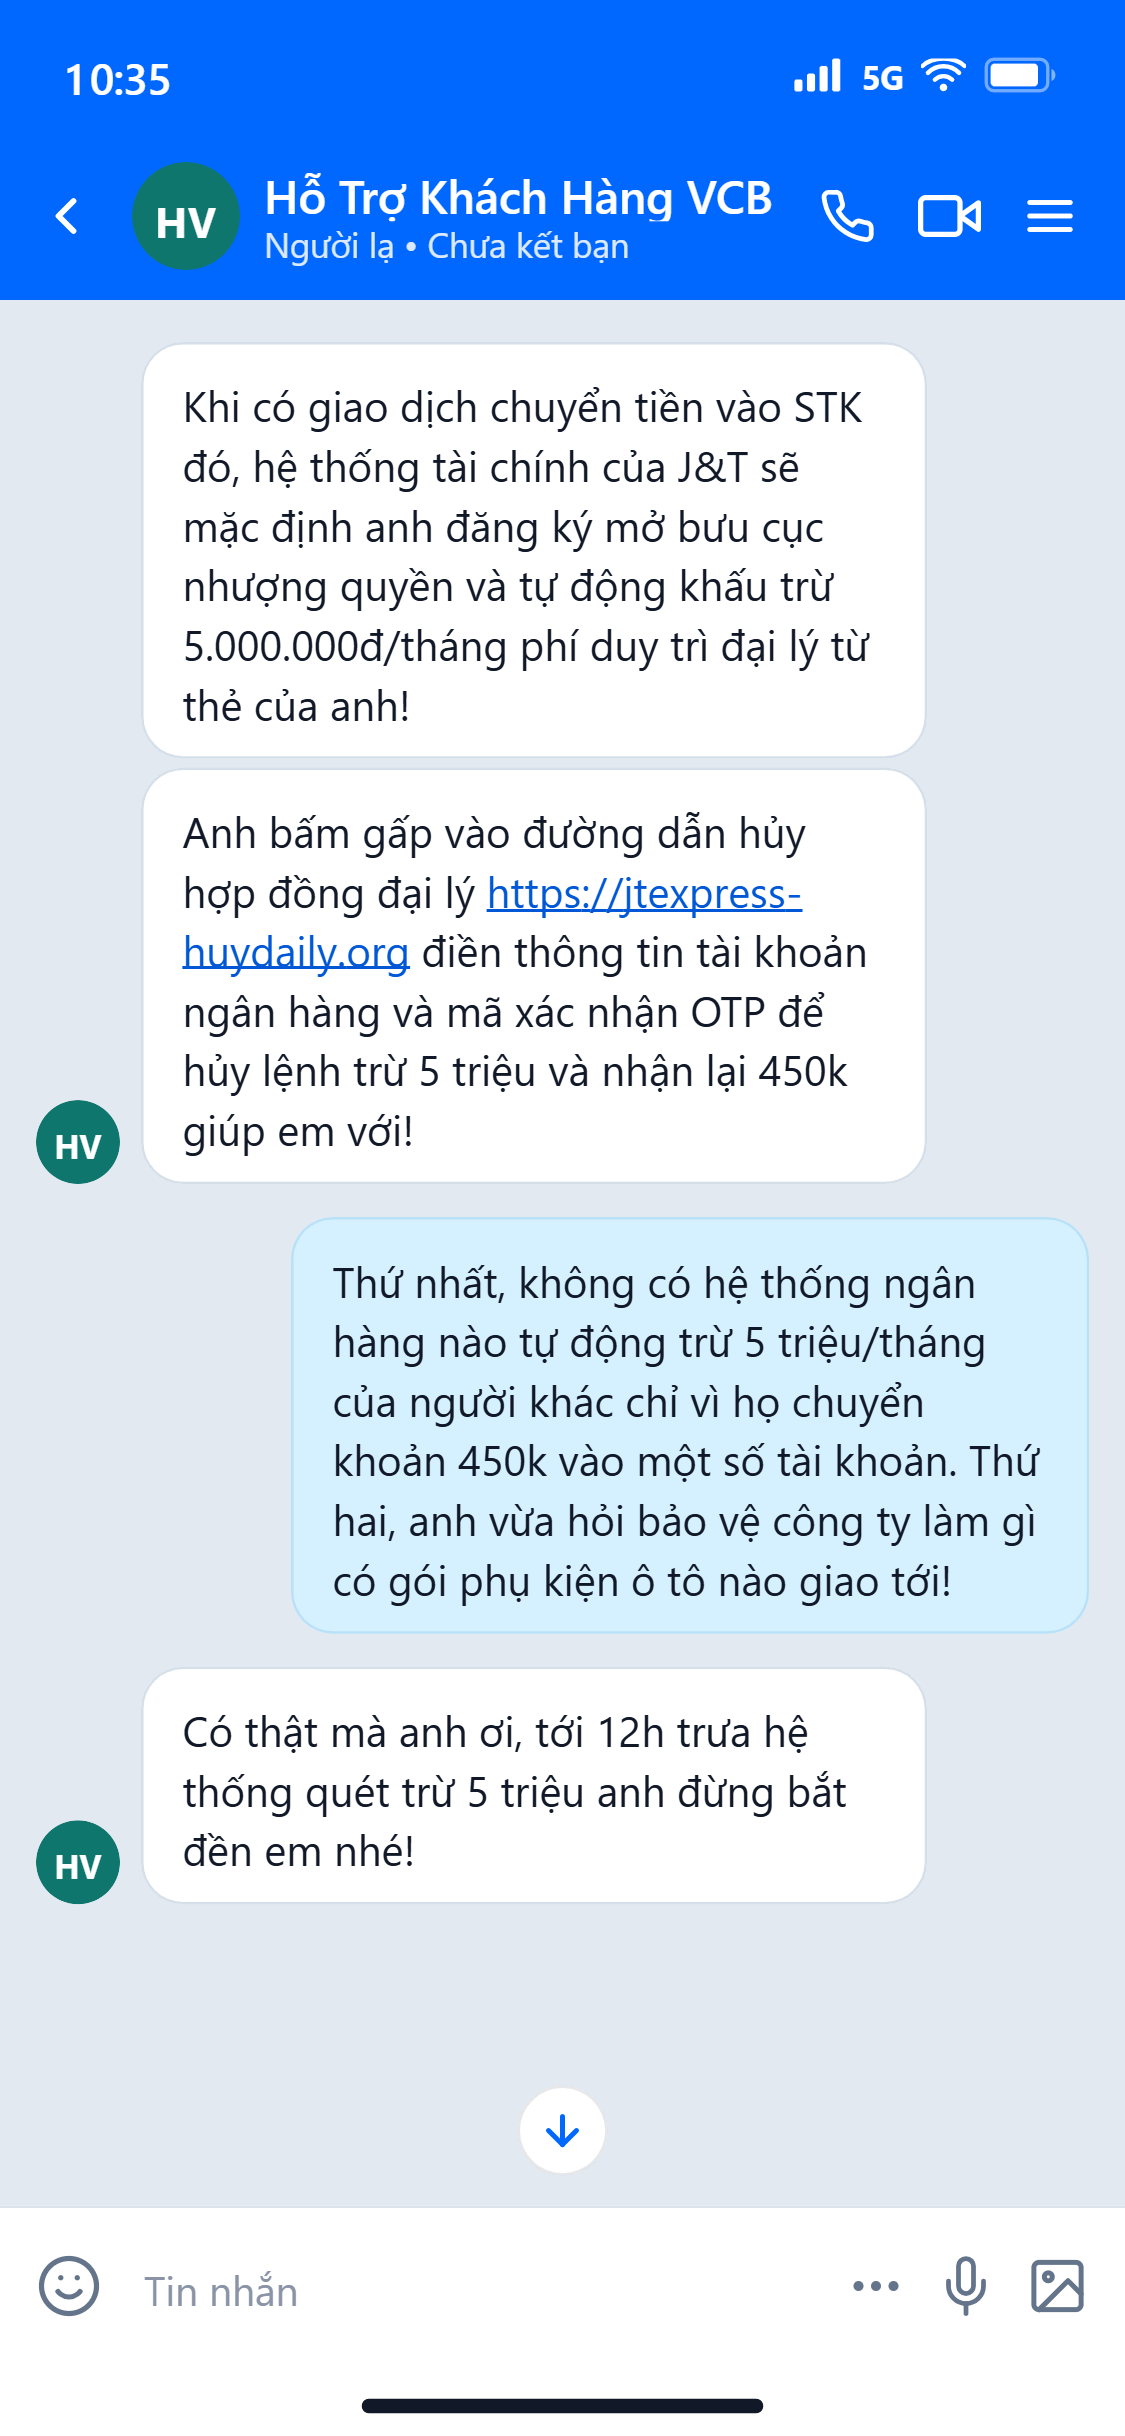 10:35
5G
HV
Hỗ Trợ Khách Hàng VCB
Người lạ • Chưa kết bạn
Khi có giao dịch chuyển tiền vào STK
đó, hệ thống tài chính của J&T sẽ
mặc định anh đăng ký mở bưu cục
nhượng quyền và tự động khấu trừ
5.000.000đ/tháng phí duy trì đại lý từ
thẻ của anh!
Anh bấm gấp vào đường dẫn hủy
hợp đồng đại lý https://jtexpress-
huydaily.org điền thông tin tài khoản
ngân hàng và mã xác nhận OTP để
hủy lệnh trừ 5 triệu và nhận lại 450k
giúp em với!
HV
Thứ nhất, không có hệ thống ngân
hàng nào tự động trừ 5 triệu/tháng
của người khác chỉ vì họ chuyển
khoản 450k vào một số tài khoản. Thứ
hai, anh vừa hỏi bảo vệ công ty làm gì
có gói phụ kiện ô tô nào giao tới!
Có thật mà anh ơi, tới 12h trưa hệ
thống quét trừ 5 triệu anh đừng bắt
đền em nhé!
HV
Tin nhắn